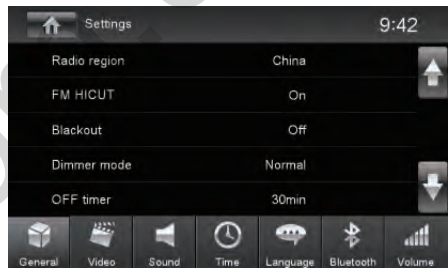 Settings 9:42
Radio region China
FM HICUT On
Blackout Off
Dimmer mode Normal
OFF timer 30min
General Video Sound Time Language Bluetooth Volume